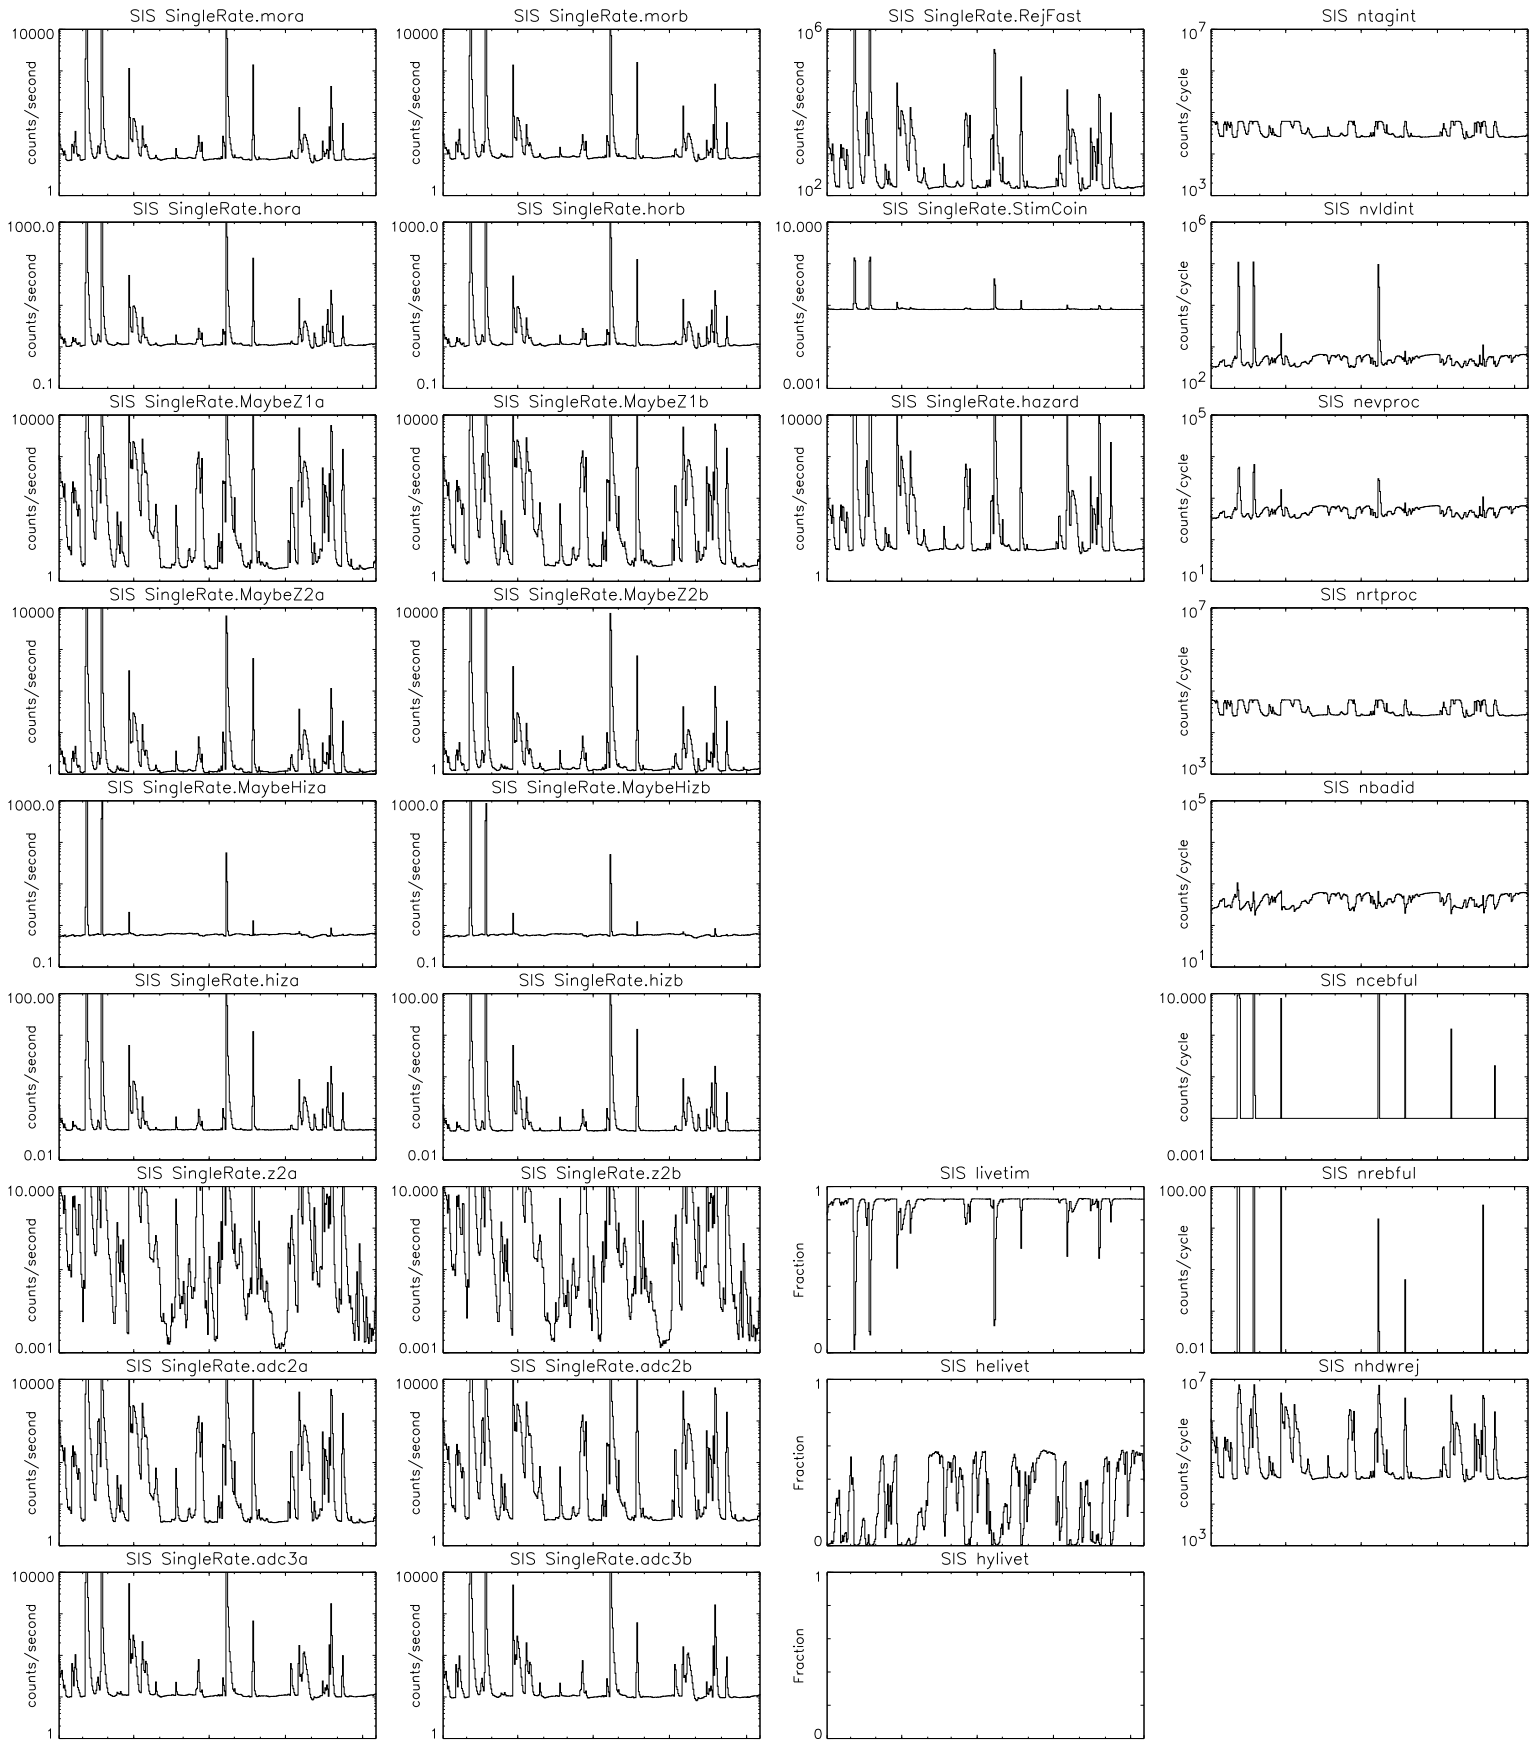 SIS SingleRate.mora
10000
counts/second
1
SIS SingleRate.morb
10000
counts/second
1
SIS SingleRate.RejFast
10^6
counts/second
10^2
SIS ntagint
10^7
counts/cycle
10^3
SIS SingleRate.hora
1000.0
counts/second
0.1
SIS SingleRate.horb
1000.0
counts/second
0.1
SIS SingleRate.StimCoin
10.000
counts/second
0.001
SIS nvldint
10^6
counts/cycle
10^2
SIS SingleRate.MaybeZ1a
10000
counts/second
1
SIS SingleRate.MaybeZ1b
10000
counts/second
1
SIS SingleRate.hazard
10000
counts/second
1
SIS nevproc
10^5
counts/cycle
10^1
SIS SingleRate.MaybeZ2a
10000
counts/second
1
SIS SingleRate.MaybeZ2b
10000
counts/second
1
SIS nrtproc
10^7
counts/cycle
10^3
SIS SingleRate.MaybeHiza
1000.0
counts/second
0.1
SIS SingleRate.MaybeHizb
1000.0
counts/second
0.1
SIS nbadid
10^5
counts/cycle
10^1
SIS SingleRate.hiza
100.00
counts/second
0.01
SIS SingleRate.hizb
100.00
counts/second
0.01
SIS ncebful
10.000
counts/cycle
0.001
SIS SingleRate.z2a
10.000
counts/second
0.001
SIS SingleRate.z2b
10.000
counts/second
0.001
SIS livetim
1
Fraction
0
SIS nrebful
100.00
counts/cycle
0.01
SIS SingleRate.adc2a
10000
counts/second
1
SIS SingleRate.adc2b
10000
counts/second
1
SIS helivet
1
Fraction
0
SIS nhdwrej
10^7
counts/cycle
10^3
SIS SingleRate.adc3a
10000
counts/second
1
SIS SingleRate.adc3b
10000
counts/second
1
SIS hylivet
1
Fraction
0